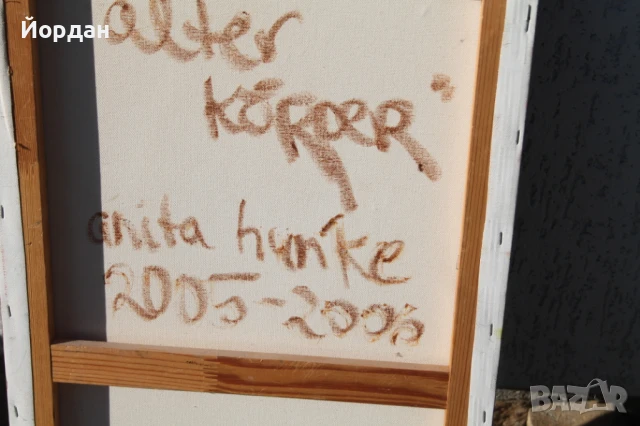 Йордан
alter
KÖRPER"
anita hunke
2005-2006
BAZAR